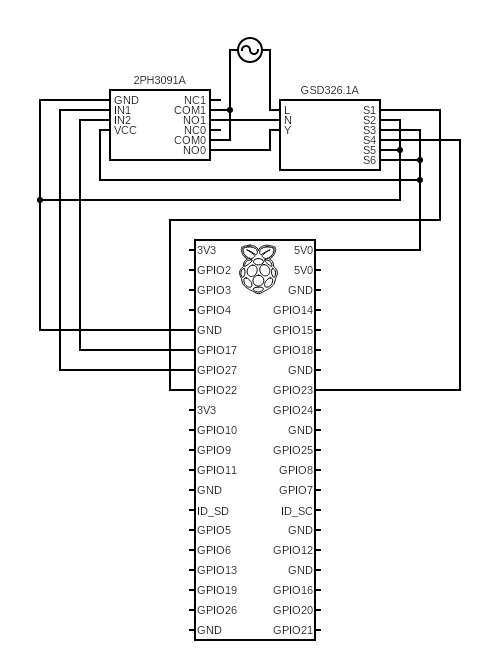 2PH3091A
GND NC1
IN1 COM1
IN2 NO1
VCC NC0
COM0
NO0
GSD326.1A
L S1
N S2
Y S3
S4
S5
S6
3V3 5V0
GPIO2 5V0
GPIO3 GND
GPIO4 GPIO14
GND GPIO15
GPIO17 GPIO18
GPIO27 GND
GPIO22 GPIO23
3V3 GPIO24
GPIO10 GND
GPIO9 GPIO25
GPIO11 GPIO8
GND GPIO7
ID_SD ID_SC
GPIO5 GND
GPIO6 GPIO12
GPIO13 GND
GPIO19 GPIO16
GPIO26 GPIO20
GND GPIO21